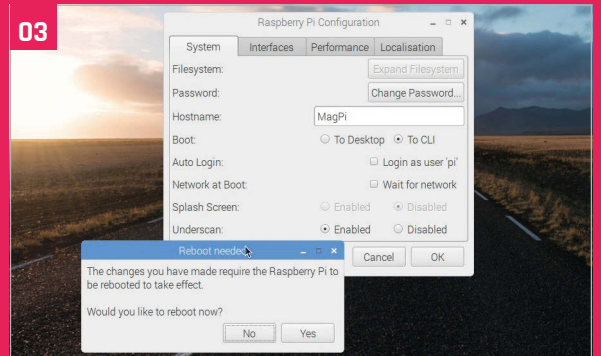 03
Raspberry Pi Configuration
System Interfaces Performance Localisation
Filesystem: Expand Filesystem
Password: Change Password...
Hostname: MagPi
Boot: To Desktop To CLI
Auto Login: Login as user 'pi'
Network at Boot: Wait for network
Splash Screen: Enabled Disabled
Underscan: Enabled Disabled
Cancel OK
Reboot needed
The changes you have made require the Raspberry Pi to
be rebooted to take effect.
Would you like to reboot now?
No Yes